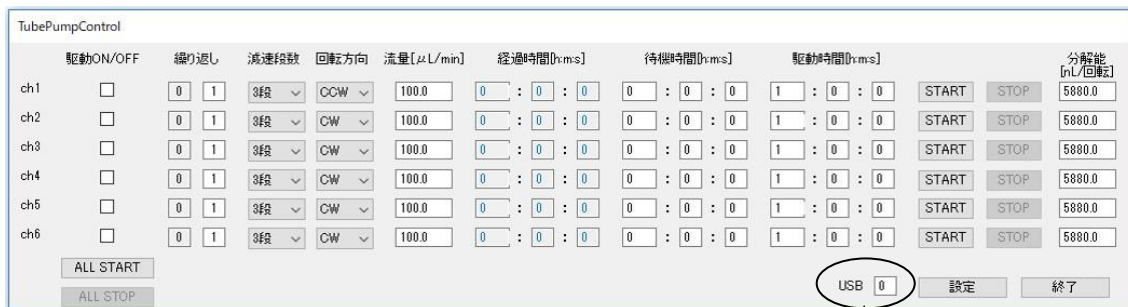 TubePumpControl
駆動ON/OFF 繰り返し 減速段数 回転方向 流量[μL/min] 経過時間[h:m:s] 待機時間[h:m:s] 駆動時間[h:m:s] 分解能[nL/回転]
ch1 0 1 3段 CCW 100.0 0 : 0 : 0 0 : 0 : 0 1 : 0 : 0 START STOP 5880.0
ch2 0 1 3段 CW 100.0 0 : 0 : 0 0 : 0 : 0 1 : 0 : 0 START STOP 5880.0
ch3 0 1 3段 CW 100.0 0 : 0 : 0 0 : 0 : 0 1 : 0 : 0 START STOP 5880.0
ch4 0 1 3段 CW 100.0 0 : 0 : 0 0 : 0 : 0 1 : 0 : 0 START STOP 5880.0
ch5 0 1 3段 CW 100.0 0 : 0 : 0 0 : 0 : 0 1 : 0 : 0 START STOP 5880.0
ch6 0 1 3段 CW 100.0 0 : 0 : 0 0 : 0 : 0 1 : 0 : 0 START STOP 5880.0
ALL START
USB 0 設定 終了
ALL STOP